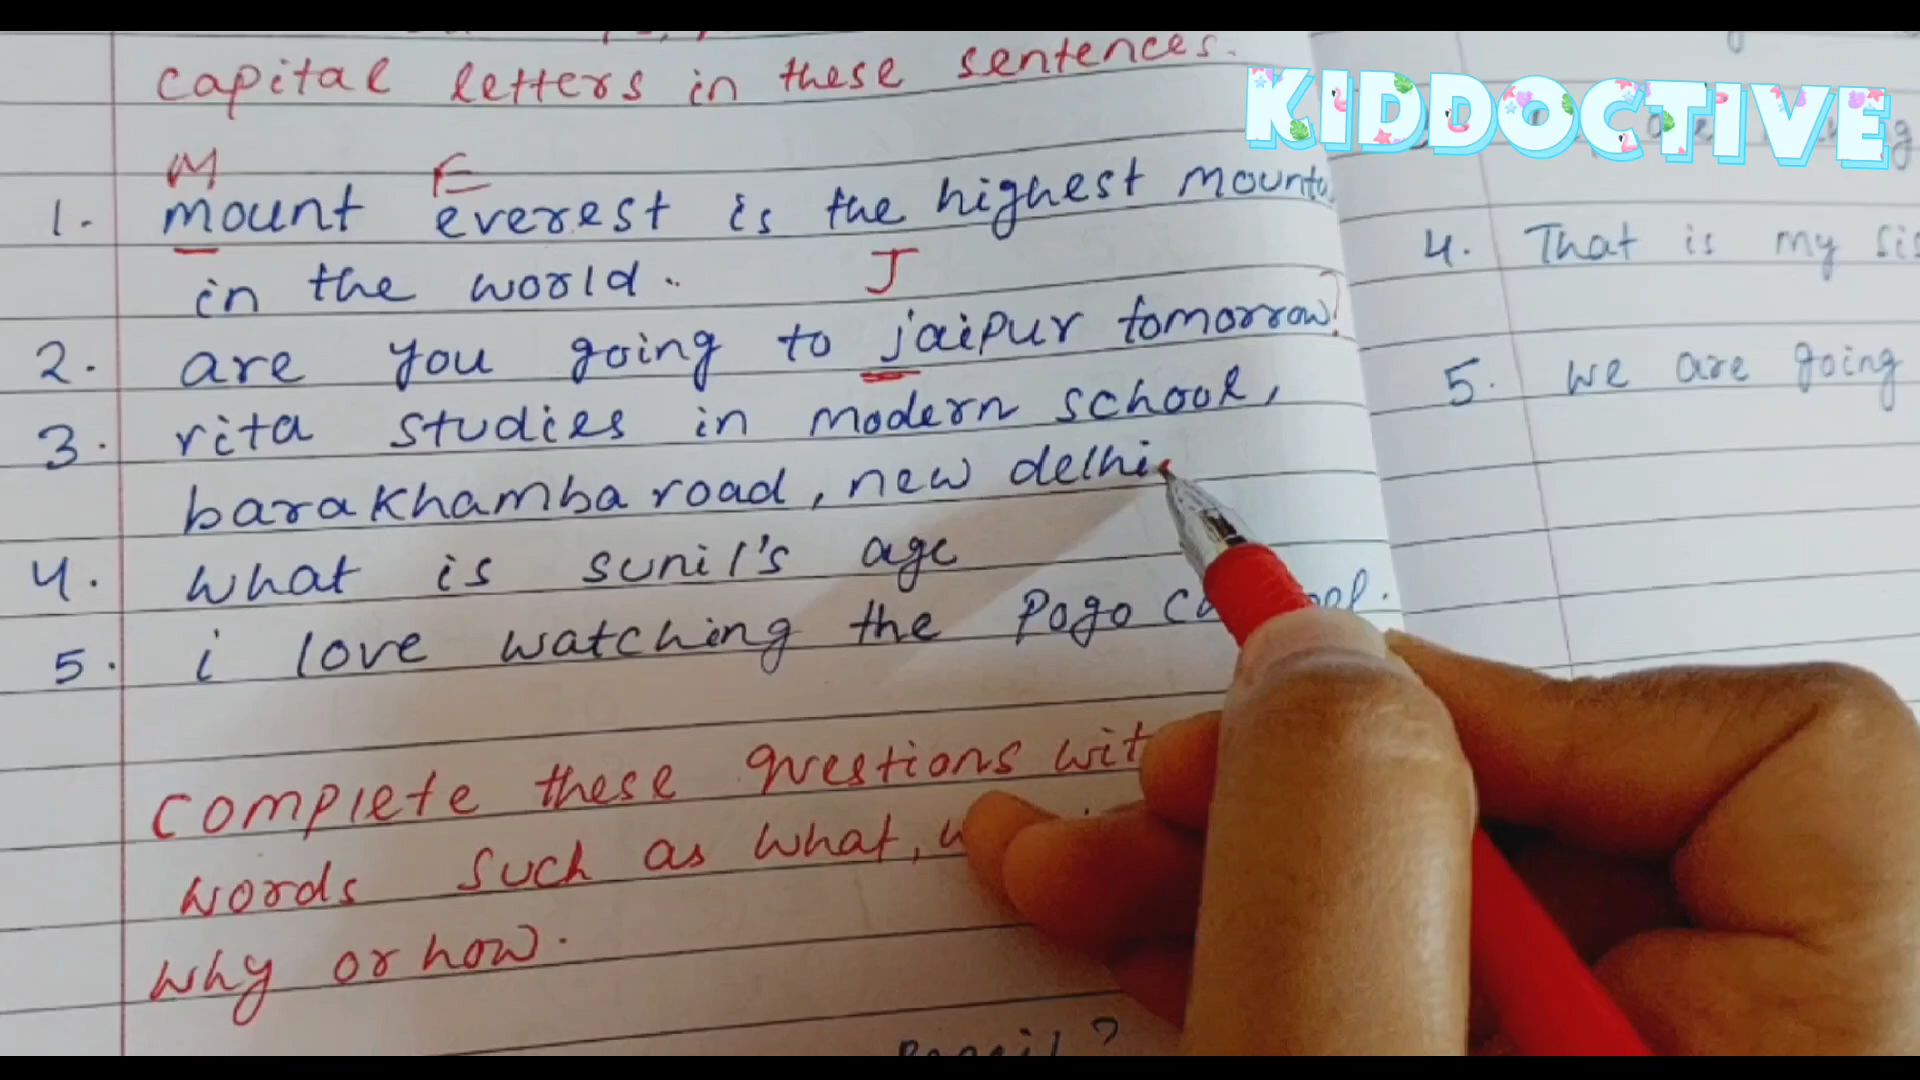 capital letters in these sentences.
KIDDOCTIVE
M E
1. mount everest is the highest
in the world.
J
2. are you going to jaipur tomorrow?
3. rita studies in modern school,
barakhamba road, new delhi.
4. what is sunil's age
5. i love watching the Pogo
Complete these questions
words such as what,
why or how.
4. That is my
5. we are going